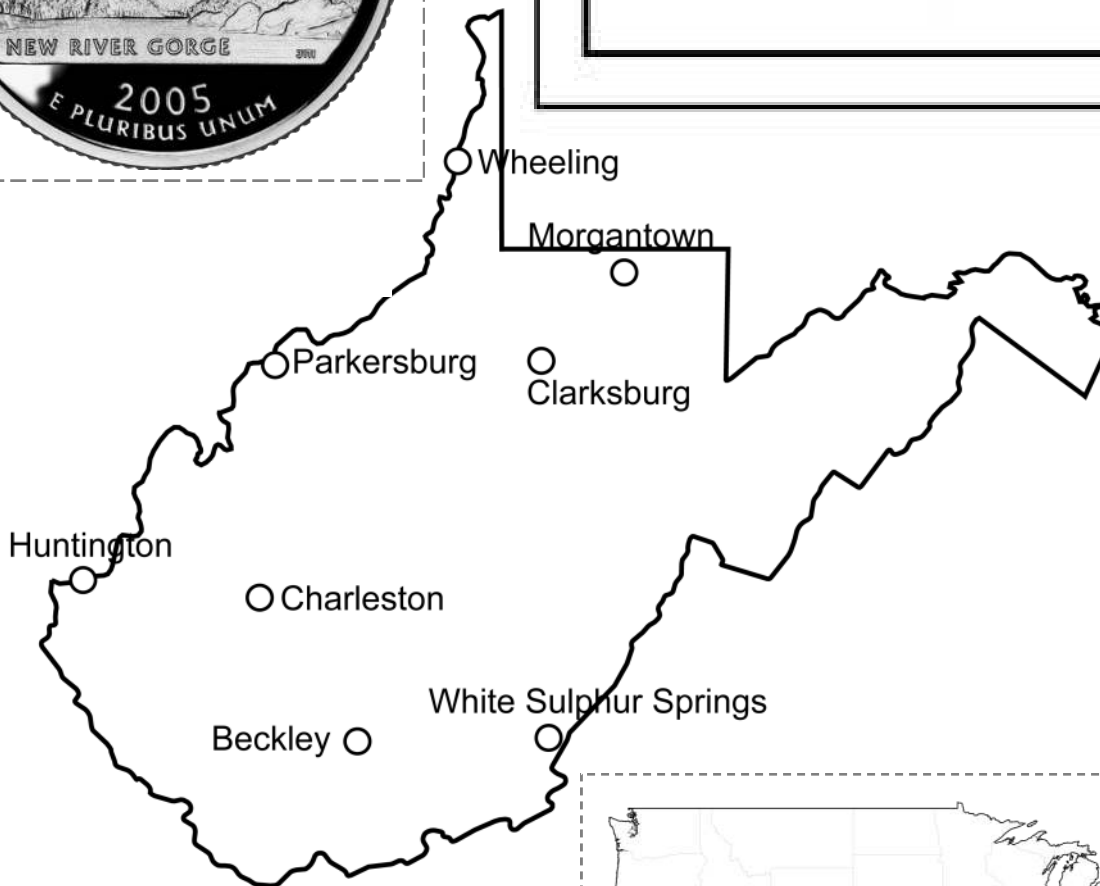 NEW RIVER GORGE
2005
E PLURIBUS UNUM
Wheeling
Morgantown
Parkersburg
Clarksburg
Huntington
Charleston
White Sulphur Springs
Beckley